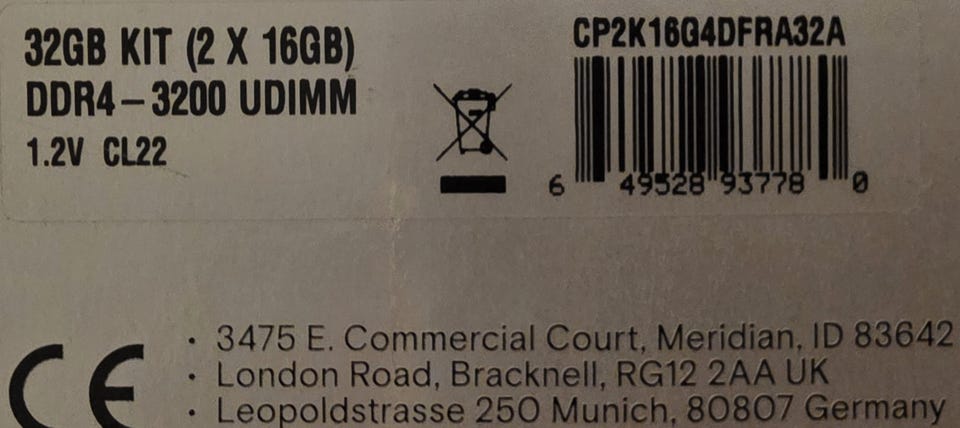 32GB KIT (2 X 16GB)
DDR4-3200 UDIMM
1.2V CL22
CP2K16G4DFRA32A
6 49528 93778 0
CE
· 3475 E. Commercial Court, Meridian, ID 83642
· London Road, Bracknell, RG12 2AA UK
· Leopoldstrasse 250 Munich, 80807 Germany